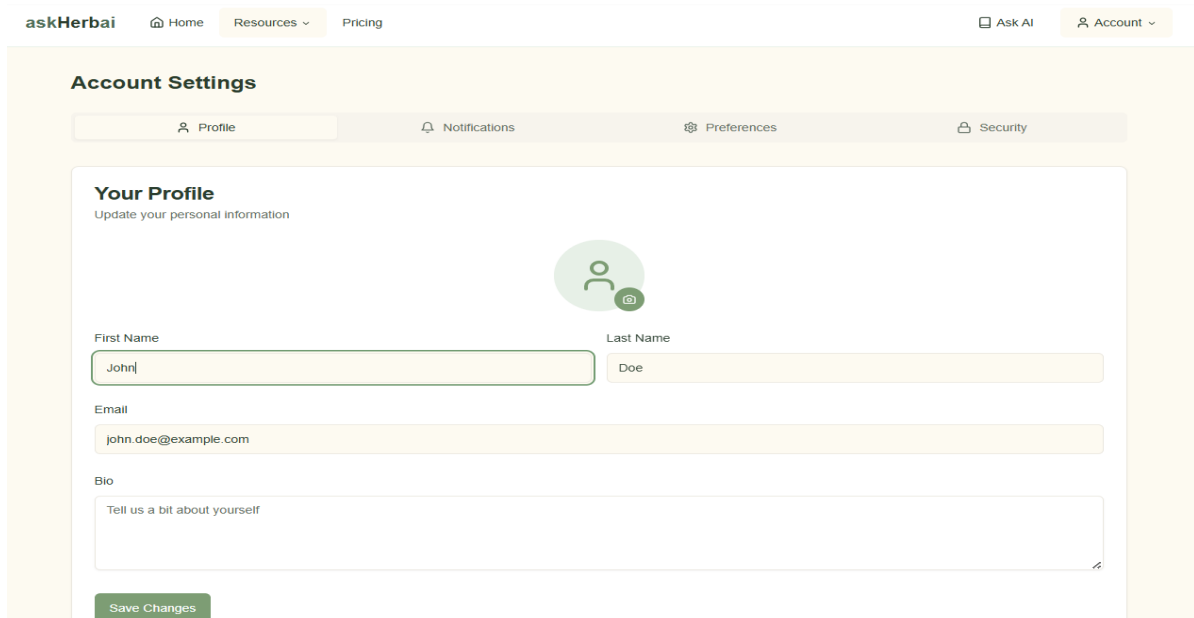 askHerbai Home Resources Pricing Ask AI Account
Account Settings
Profile Notifications Preferences Security
Your Profile
Update your personal information
First Name Last Name
John Doe
Email
john.doe@example.com
Bio
Tell us a bit about yourself
Save Changes